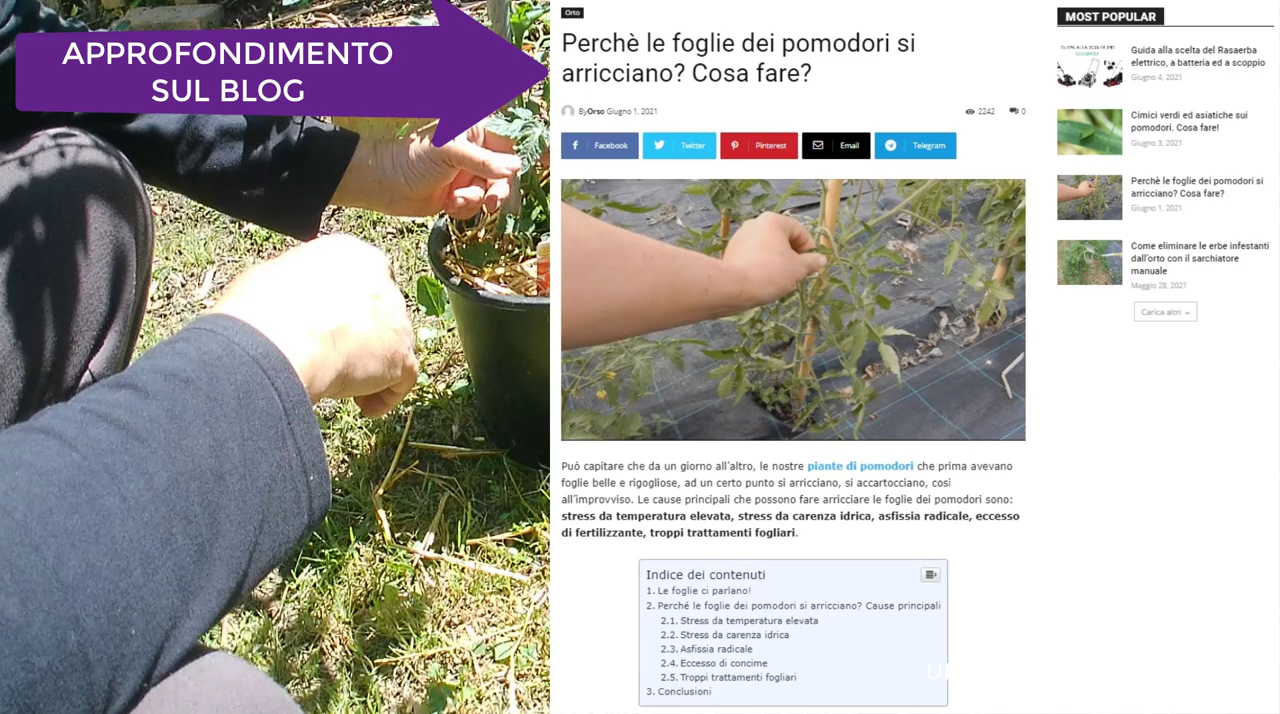 APPROFONDIMENTO
SUL BLOG
Orto
Perchè le foglie dei pomodori si
arricciano? Cosa fare?
ByOrso Giugno 1, 2021
2242
0
Facebook
Twitter
Pinterest
Email
Telegram
Può capitare che da un giorno all'altro, le nostre piante di pomodori che prima avevano
foglie belle e rigogliose, ad un certo punto si arricciano, si accartocciano, così
all'improvviso. Le cause principali che possono fare arricciare le foglie dei pomodori sono:
stress da temperatura elevata, stress da carenza idrica, asfissia radicale, eccesso
di fertilizzante, troppi trattamenti fogliari.
Indice dei contenuti
1. Le foglie ci parlano!
2. Perché le foglie dei pomodori si arricciano? Cause principali
2.1. Stress da temperatura elevata
2.2. Stress da carenza idrica
2.3. Asfissia radicale
2.4. Eccesso di concime
2.5. Troppi trattamenti fogliari
3. Conclusioni
MOST POPULAR
Guida alla scelta del Rasaerba
elettrico, a batteria ed a scoppio
Giugno 4, 2021
Cimici verdi ed asiatiche sui
pomodori. Cosa fare!
Giugno 3, 2021
Perchè le foglie dei pomodori si
arricciano? Cosa fare?
Giugno 1, 2021
Come eliminare le erbe infestanti
dall'orto con il sarchiatore
manuale
Maggio 28, 2021
Carica altri